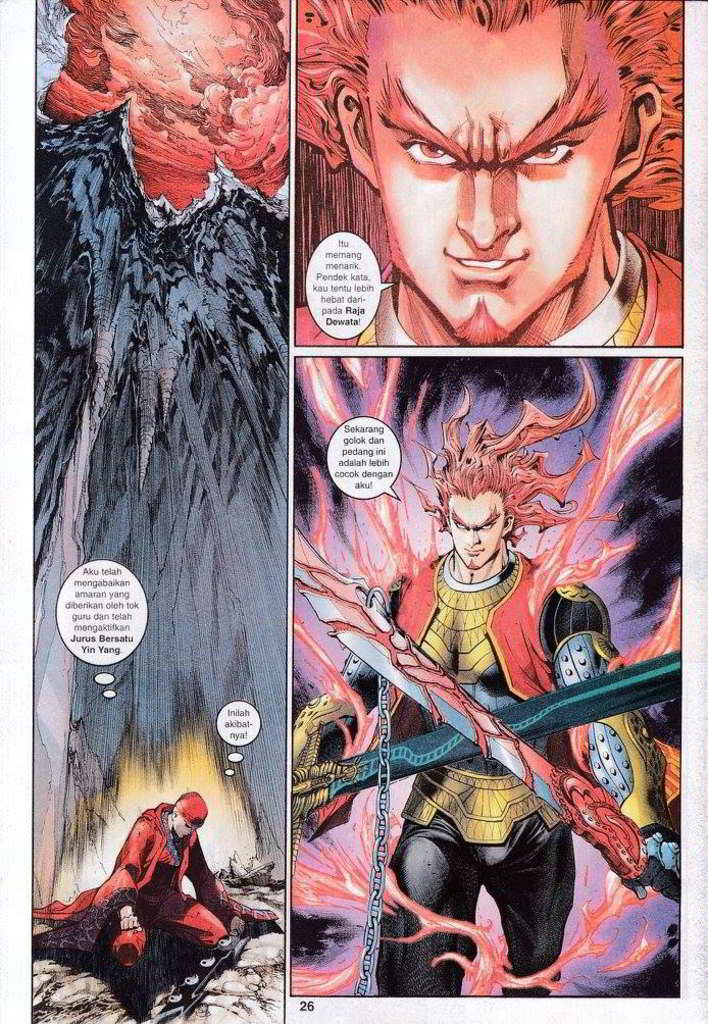 Aku telah
mengabaikan
amaran yang
diberikan oleh tok
guru dan telah
mengaktifkan
Jurus Bersatu
Yin Yang.
Inilah
akibat-
nya!
Itu
memang
menarik.
Pendek kata,
kau tentu lebih
hebat dari-
pada Raja
Dewata!
Sekarang
golok dan
pedang ini
adalah lebih
cocok dengan
aku!
26